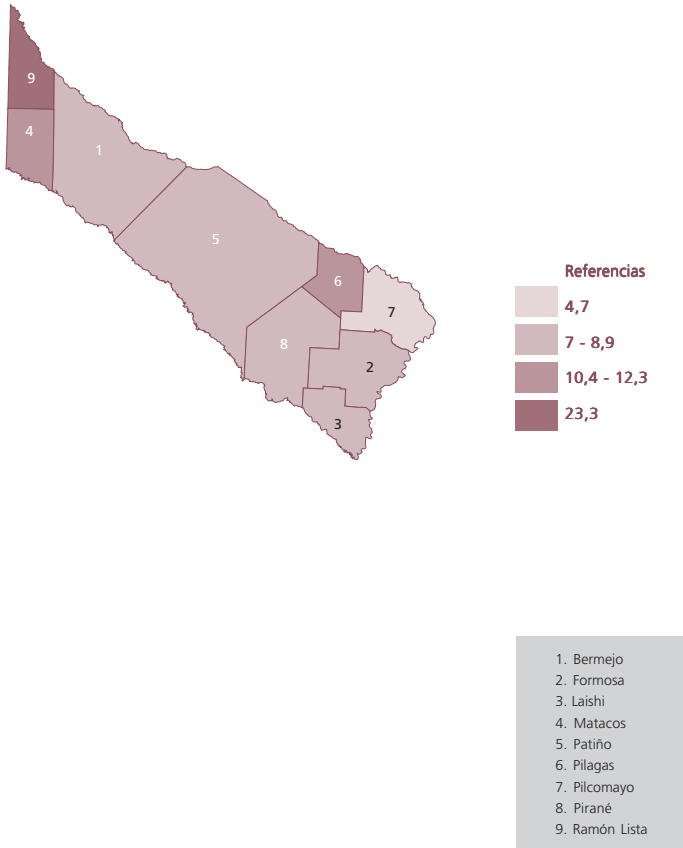 9
4
1
5
6
7
8
2
3
Referencias
4,7
7 - 8,9
10,4 - 12,3
23,3
1. Bermejo
2. Formosa
3. Laishi
4. Matacos
5. Patiño
6. Pilagas
7. Pilcomayo
8. Pirané
9. Ramón Lista